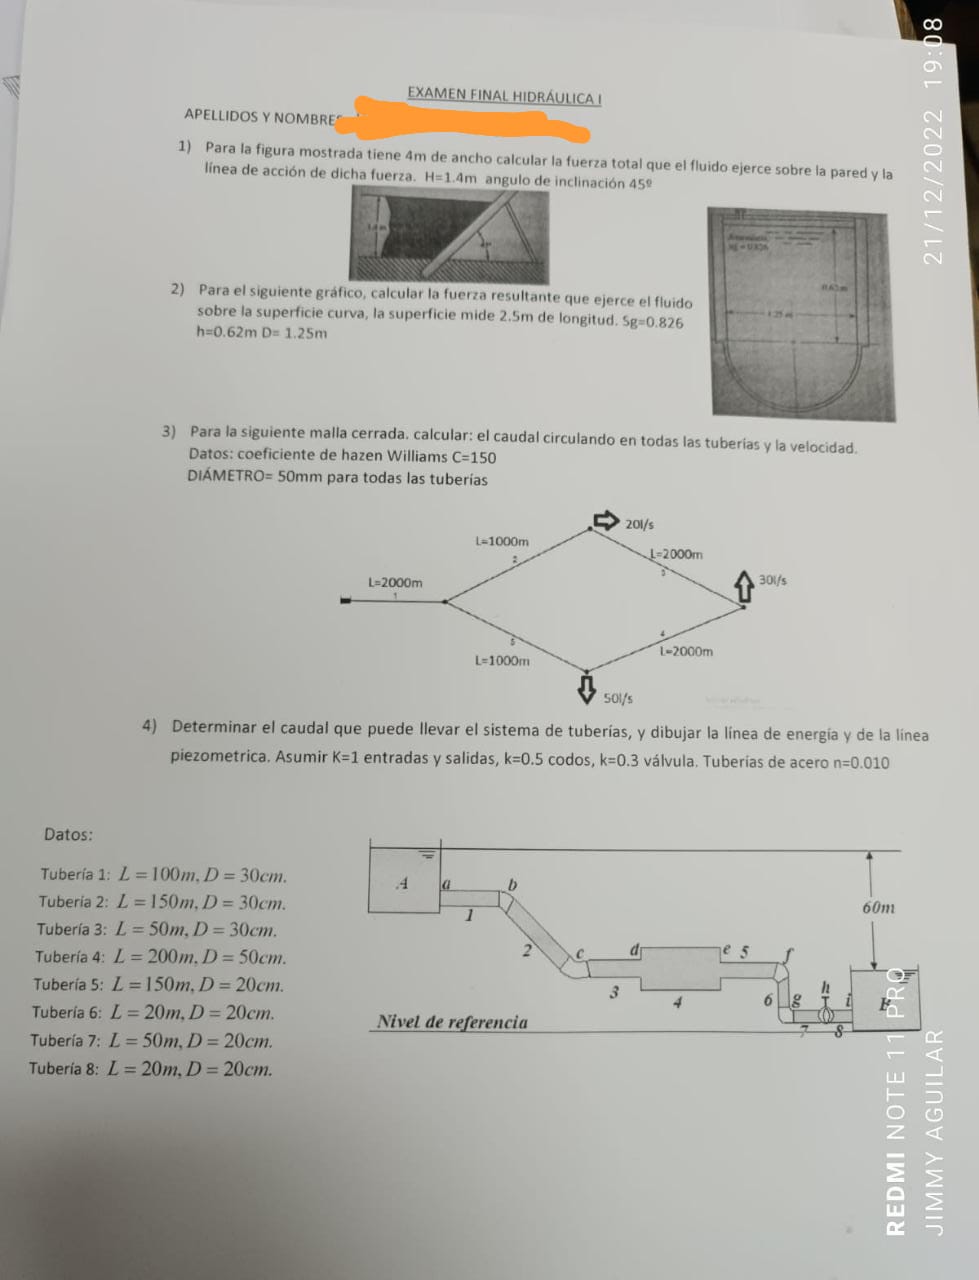 EXAMEN FINAL HIDRÁULICA I
APELLIDOS Y NOMBRES
1) Para la figura mostrada tiene 4m de ancho calcular la fuerza total que el fluido ejerce sobre la pared y la
línea de acción de dicha fuerza. H=1.4m angulo de inclinación 45º
2) Para el siguiente gráfico, calcular la fuerza resultante que ejerce el fluido
sobre la superficie curva, la superficie mide 2.5m de longitud. Sg=0.826
h=0.62m D= 1.25m
3) Para la siguiente malla cerrada. calcular: el caudal circulando en todas las tuberías y la velocidad.
Datos: coeficiente de hazen Williams C=150
DIÁMETRO= 50mm para todas las tuberías
20l/s
L=1000m
2
L=2000m
3
L=2000m
1
30l/s
5
L=1000m
4
L=2000m
50l/s
4) Determinar el caudal que puede llevar el sistema de tuberías, y dibujar la línea de energía y de la línea
piezometrica. Asumir K=1 entradas y salidas, k=0.5 codos, k=0.3 válvula. Tuberías de acero n=0.010
Datos:
Tubería 1: L = 100m, D = 30cm.
Tubería 2: L = 150m, D = 30cm.
Tubería 3: L = 50m, D = 30cm.
Tubería 4: L = 200m, D = 50cm.
Tubería 5: L = 150m, D = 20cm.
Tubería 6: L = 20m, D = 20cm.
Tubería 7: L = 50m, D = 20cm.
Tubería 8: L = 20m, D = 20cm.
A
a
b
1
60m
2
c
d
e 5
f
3
4
6
g
h
i
B
7
8
Nivel de referencia
21/12/2022 19:08
REDMI NOTE 11 PRO
JIMMY AGUILAR